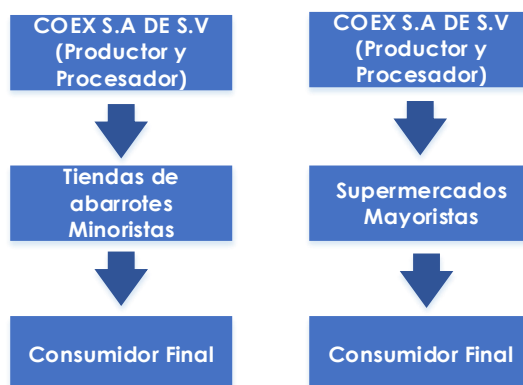 COEX S.A DE S.V
(Productor y
Procesador)
Tiendas de
abarrotes
Minoristas
Consumidor Final
COEX S.A DE S.V
(Productor y
Procesador)
Supermercados
Mayoristas
Consumidor Final